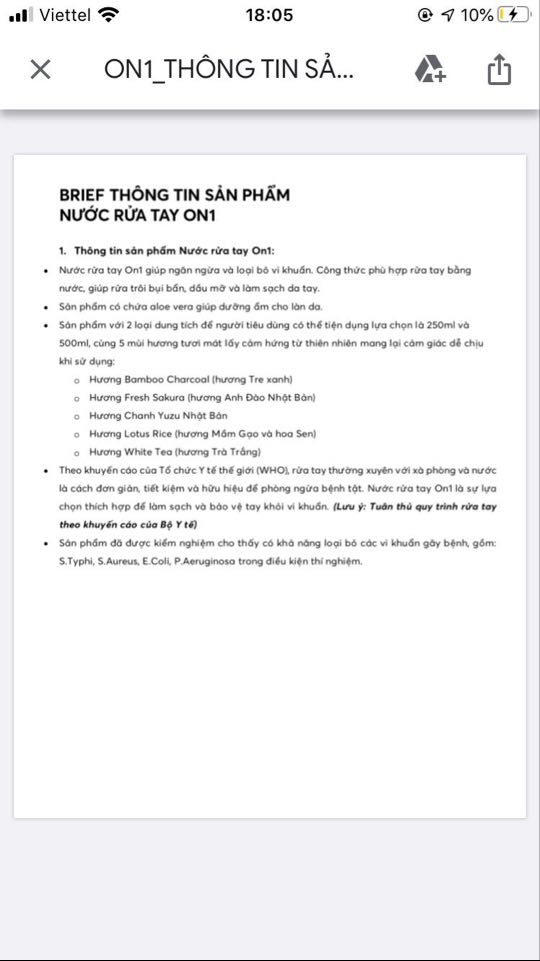 Viettel 18:05 10%
ON1_THÔNG TIN SẢ...
BRIEF THÔNG TIN SẢN PHẨM
NƯỚC RỬA TAY ON1
1. Thông tin sản phẩm Nước rửa tay On1:
• Nước rửa tay On1 giúp ngăn ngừa và loại bỏ vi khuẩn. Công thức phù hợp rửa tay bằng
nước, giúp rửa trôi bụi bẩn, dầu mỡ và làm sạch da tay.
• Sản phẩm có chứa aloe vera giúp dưỡng ẩm cho làn da.
• Sản phẩm với 2 loại dung tích để người tiêu dùng có thể tiện dụng lựa chọn là 250ml và
500ml, cùng 5 mùi hương tươi mát lấy cảm hứng từ thiên nhiên mang lại cảm giác dễ chịu
khi sử dụng:
o Hương Bamboo Charcoal (hương Tre xanh)
o Hương Fresh Sakura (hương Anh Đào Nhật Bản)
o Hương Chanh Yuzu Nhật Bản
o Hương Lotus Rice (hương Mầm Gạo và hoa Sen)
o Hương White Tea (hương Trà Trắng)
• Theo khuyến cáo của Tổ chức Y tế thế giới (WHO), rửa tay thường xuyên với xà phòng và nước
là cách đơn giản, tiết kiệm và hữu hiệu để phòng ngừa bệnh tật. Nước rửa tay On1 là sự lựa
chọn thích hợp để làm sạch và bảo vệ tay khỏi vi khuẩn. (Lưu ý: Tuân thủ quy trình rửa tay
theo khuyến cáo của Bộ Y tế)
• Sản phẩm đã được kiểm nghiệm cho thấy có khả năng loại bỏ các vi khuẩn gây bệnh, gồm:
S.Typhi, S.Aureus, E.Coli, P.Aeruginosa trong điều kiện thí nghiệm.